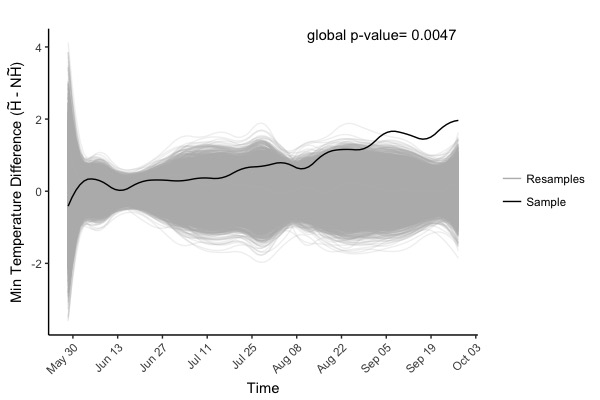 global p-value= 0.0047
Min Temperature Difference (H̃ - NH̃)
4
2
0
-2
May 30
Jun 13
Jun 27
Jul 11
Jul 25
Aug 08
Aug 22
Sep 05
Sep 19
Oct 03
Time
Resamples
Sample